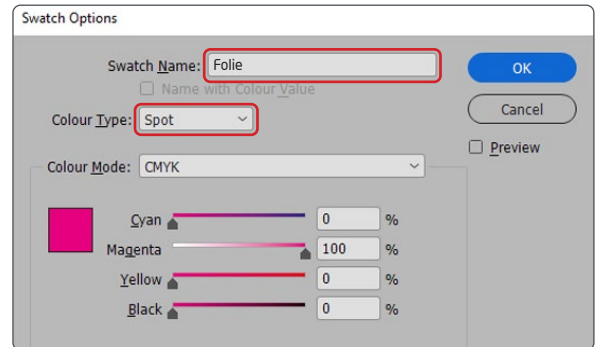 Swatch Options
Swatch Name: Folie
OK
Name with Colour Value
Cancel
Colour Type: Spot
Preview
Colour Mode: CMYK
Cyan 0 %
Magenta 100 %
Yellow 0 %
Black 0 %